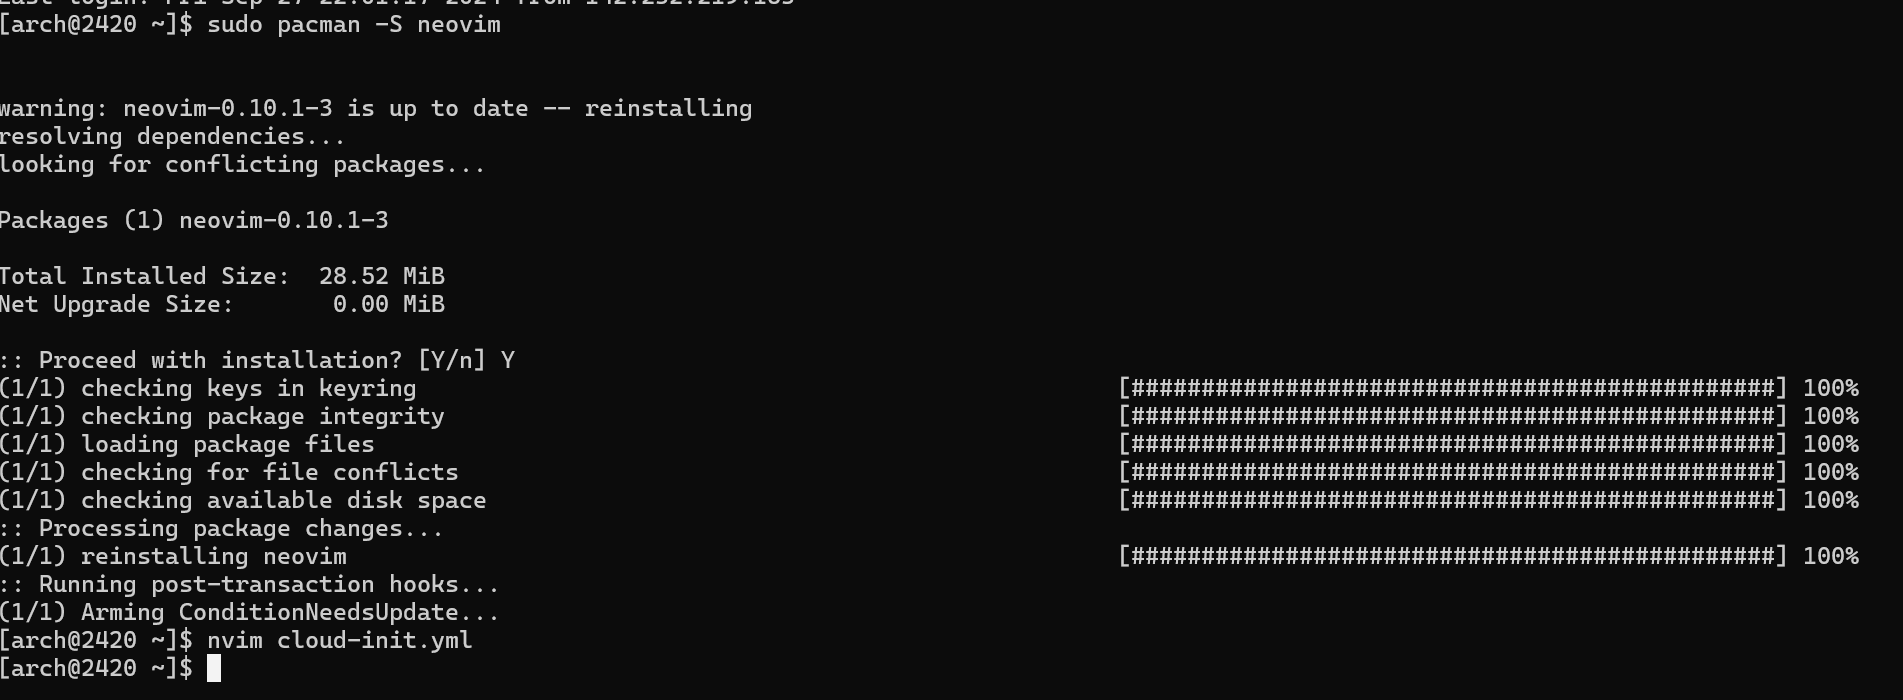 [arch@2420 ~]$ sudo pacman -S neovim
warning: neovim-0.10.1-3 is up to date -- reinstalling
resolving dependencies...
looking for conflicting packages...
Packages (1) neovim-0.10.1-3
Total Installed Size:  28.52 MiB
Net Upgrade Size:       0.00 MiB
:: Proceed with installation? [Y/n] Y
(1/1) checking keys in keyring [##############################################] 100%
(1/1) checking package integrity [##############################################] 100%
(1/1) loading package files [##############################################] 100%
(1/1) checking for file conflicts [##############################################] 100%
(1/1) checking available disk space [##############################################] 100%
:: Processing package changes...
(1/1) reinstalling neovim [##############################################] 100%
:: Running post-transaction hooks...
(1/1) Arming ConditionNeedsUpdate...
[arch@2420 ~]$ nvim cloud-init.yml
[arch@2420 ~]$